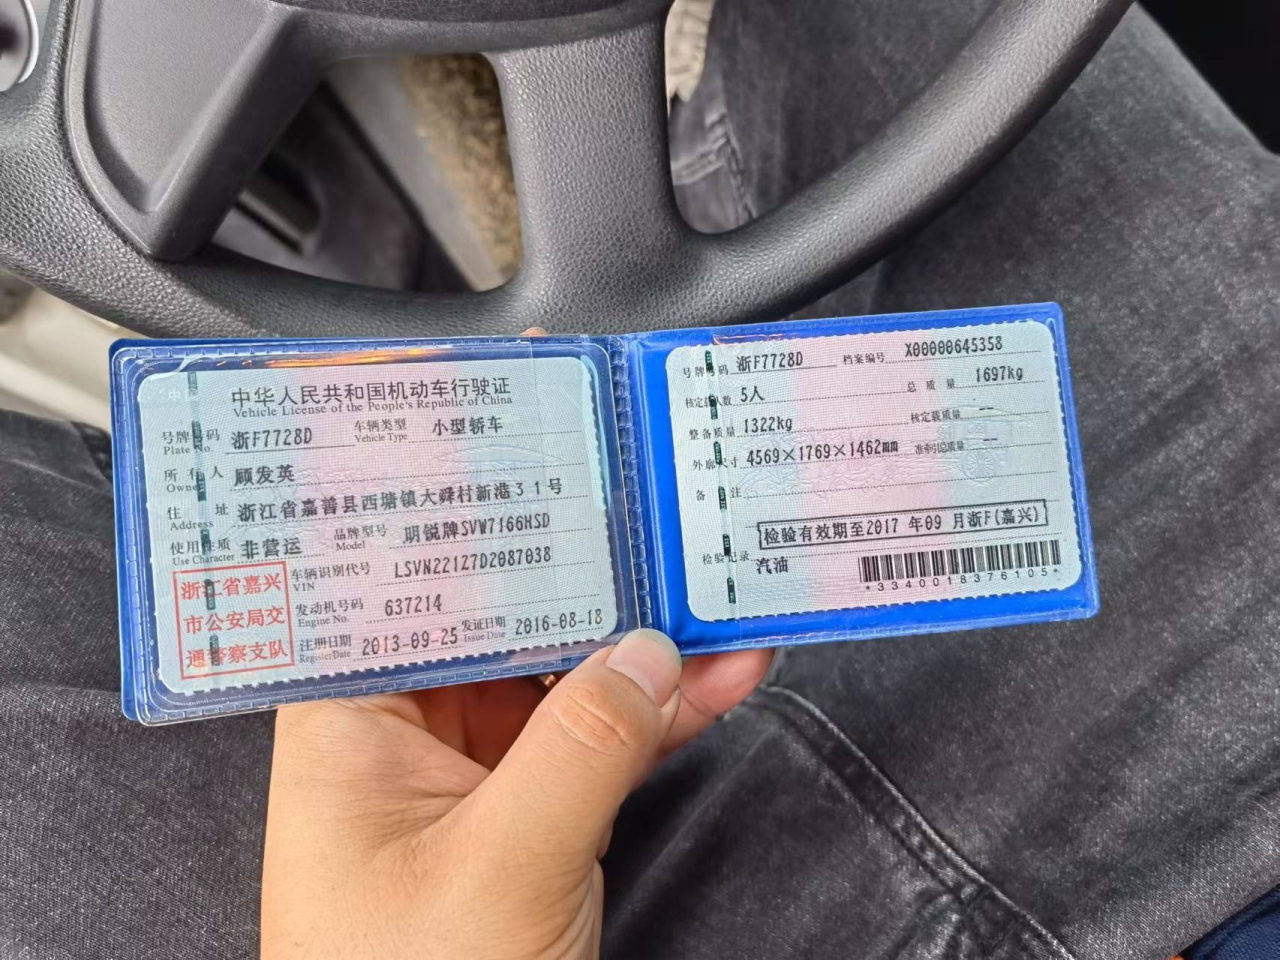 中华人民共和国机动车行驶证
Vehicle License of the People's Republic of China
号牌号码 浙F7728D 车辆类型 小型轿车
Plate No. Vehicle Type
所有人 顾发英
Owner
住址 浙江省嘉善县西塘镇大舜村新港31号
Address
使用性质 非营运 品牌型号 明锐牌SVW7166HSD
Use Character Model
浙江省嘉兴
市公安局交
通警察支队
车辆识别代号 LSVN221Z7D2087038
VIN
发动机号码 637214
Engine No.
注册日期 2013-09-25 发证日期 2016-08-18
Register Date Issue Date
号牌号码 浙F7728D 档案编号 X00000645358
核定载人数 5人 总质量 1697kg
整备质量 1322kg 核定载质量 --
外廓尺寸 4569×1769×1462mm 准牵引总质量 --
备注
检验有效期至2017 年09 月浙F(嘉兴)
检验记录 汽油
*3340018376105*